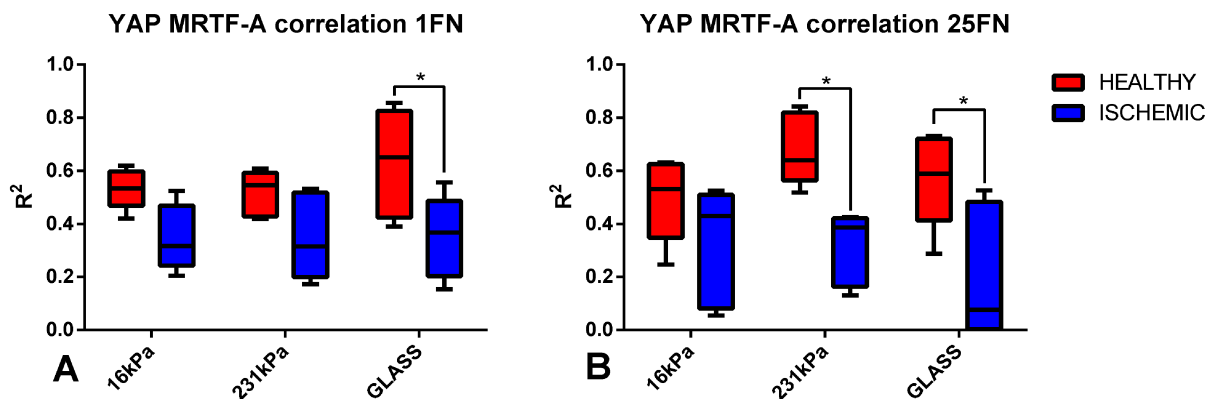 YAP MRTF-A correlation 1FN
1.0
0.8
0.6
0.4
0.2
0.0
R²
*
16kPa
231kPa
GLASS
A
YAP MRTF-A correlation 25FN
1.0
0.8
0.6
0.4
0.2
0.0
R²
*
*
16kPa
231kPa
GLASS
B
HEALTHY
ISCHEMIC